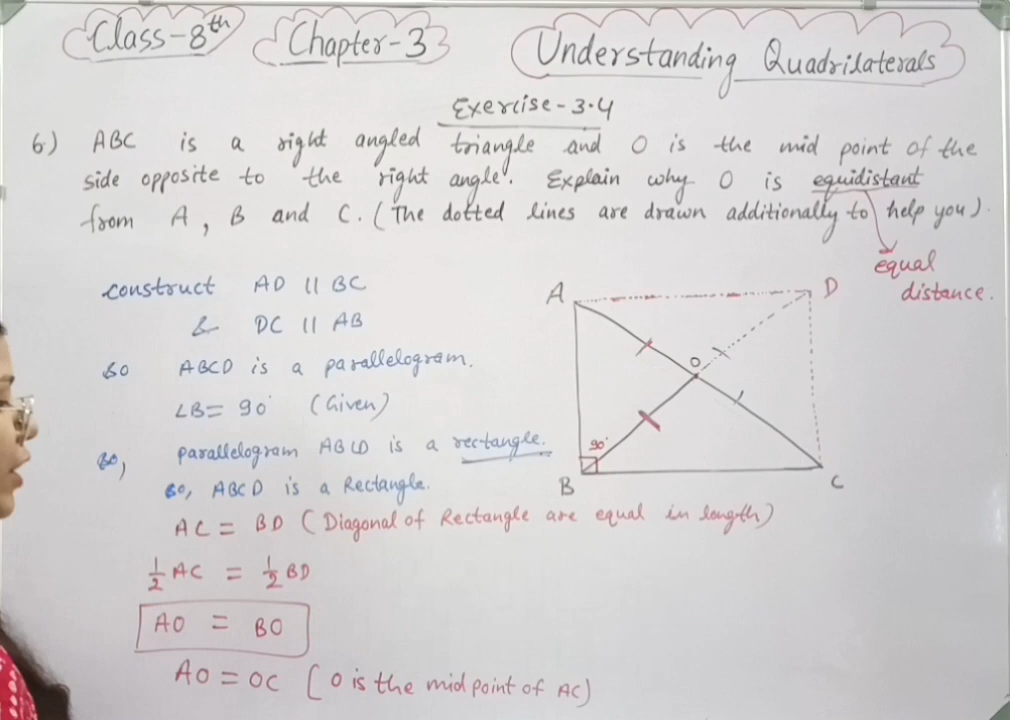 Class-8th Chapter-3 Understanding Quadrilaterals
Exercise-3.4
6) ABC is a right angled triangle and O is the mid point of the
side opposite to the right angle. Explain why O is equidistant
from A, B and C. (The dotted lines are drawn additionally to help you).
equal
distance.
construct AD || BC
& DC || AB
so ABCD is a parallelogram.
∠B= 90° (Given)
so, parallelogram ABCD is a rectangle.
so, ABCD is a Rectangle.
AC = BD (Diagonal of Rectangle are equal in length)
1/2 AC = 1/2 BD
AO = BO
AO = OC [O is the mid point of AC)
A D
O
90°
B C